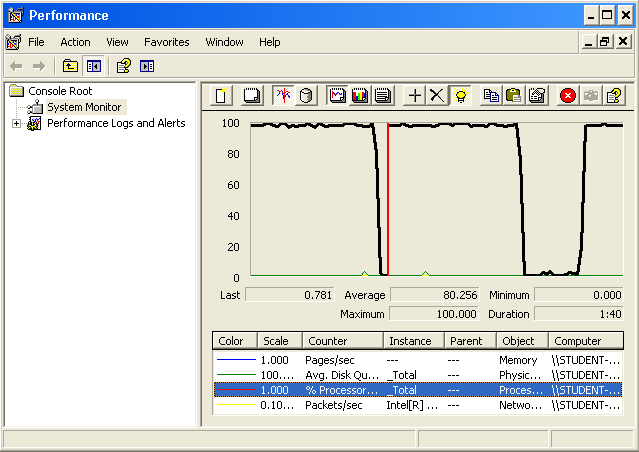 Performance
File Action View Favorites Window Help
Console Root
System Monitor
Performance Logs and Alerts
100
80
60
40
20
0
Last 0.781 Average 80.256 Minimum 0.000
Maximum 100.000 Duration 1:40
Color Scale Counter Instance Parent Object Computer
1.000 Pages/sec --- --- Memory \\STUDENT-...
100.... Avg. Disk Qu... _Total --- Physic... \\STUDENT-...
1.000 % Processor... _Total --- Proces... \\STUDENT-...
0.10... Packets/sec Intel[R] ... --- Netwo... \\STUDENT-...